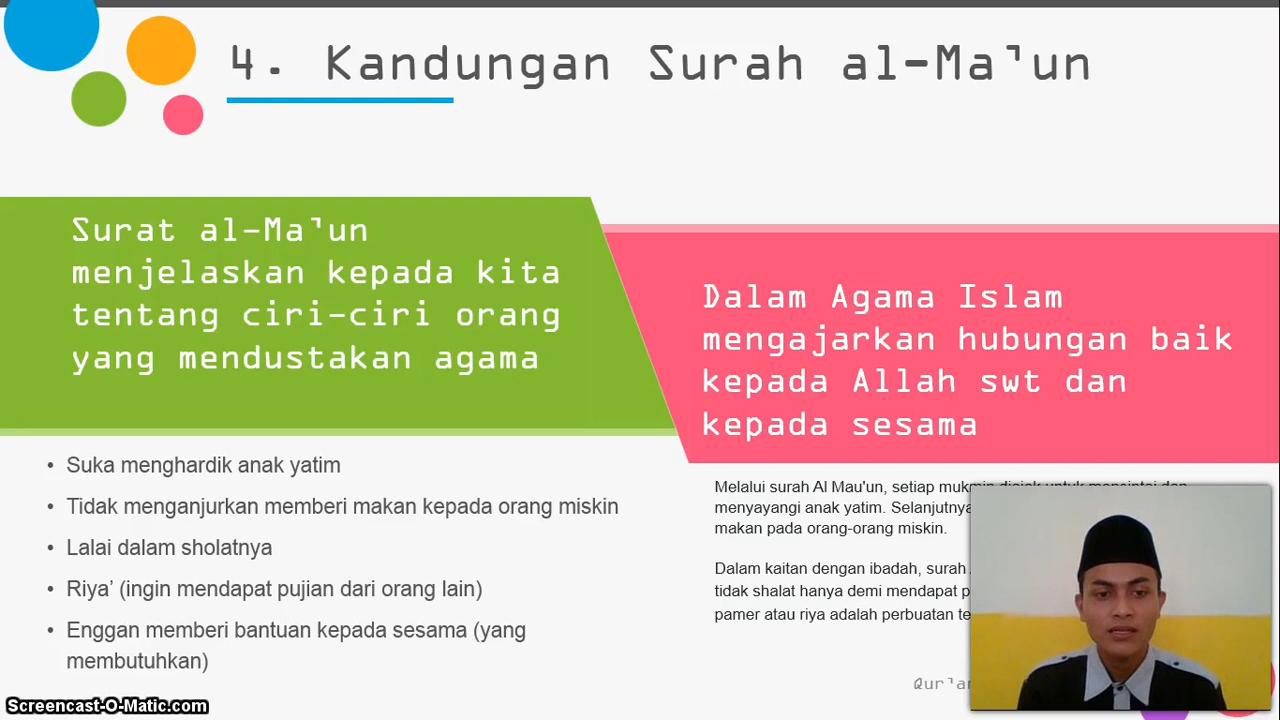 4. Kandungan Surah al-Ma'un
Surat al-Ma'un
menjelaskan kepada kita
tentang ciri-ciri orang
yang mendustakan agama
• Suka menghardik anak yatim
• Tidak menganjurkan memberi makan kepada orang miskin
• Lalai dalam sholatnya
• Riya' (ingin mendapat pujian dari orang lain)
• Enggan memberi bantuan kepada sesama (yang
membutuhkan)
Dalam Agama Islam
mengajarkan hubungan baik
kepada Allah swt dan
kepada sesama
Melalui surah Al Mau'un, setiap mukmin diajak untuk mencintai dan
menyayangi anak yatim. Selanjutnya
makan pada orang-orang miskin.
Dalam kaitan dengan ibadah, surah
tidak shalat hanya demi mendapat
pamer atau riya adalah perbuatan
Screencast-O-Matic.com